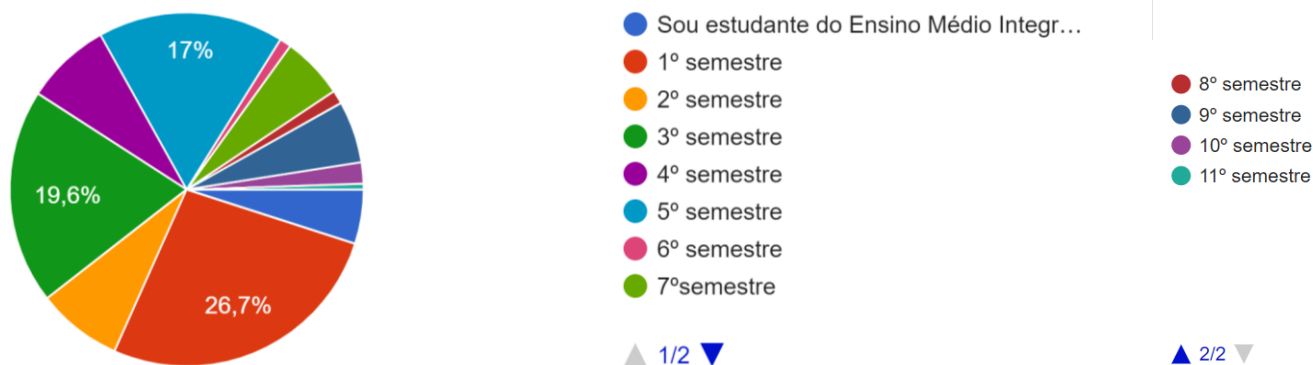 17%
19,6%
26,7%
Sou estudante do Ensino Médio Integr…
1º semestre
2º semestre
3º semestre
4º semestre
5º semestre
6º semestre
7ºsemestre
1/2
8º semestre
9º semestre
10º semestre
11º semestre
2/2